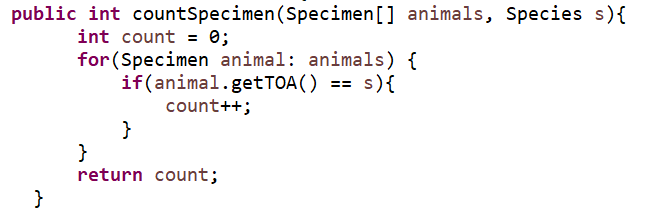 public int countSpecimen(Specimen[] animals, Species s){
int count = 0;
for(Specimen animal: animals) {
if(animal.getTOA() == s){
count++;
}
}
return count;
}